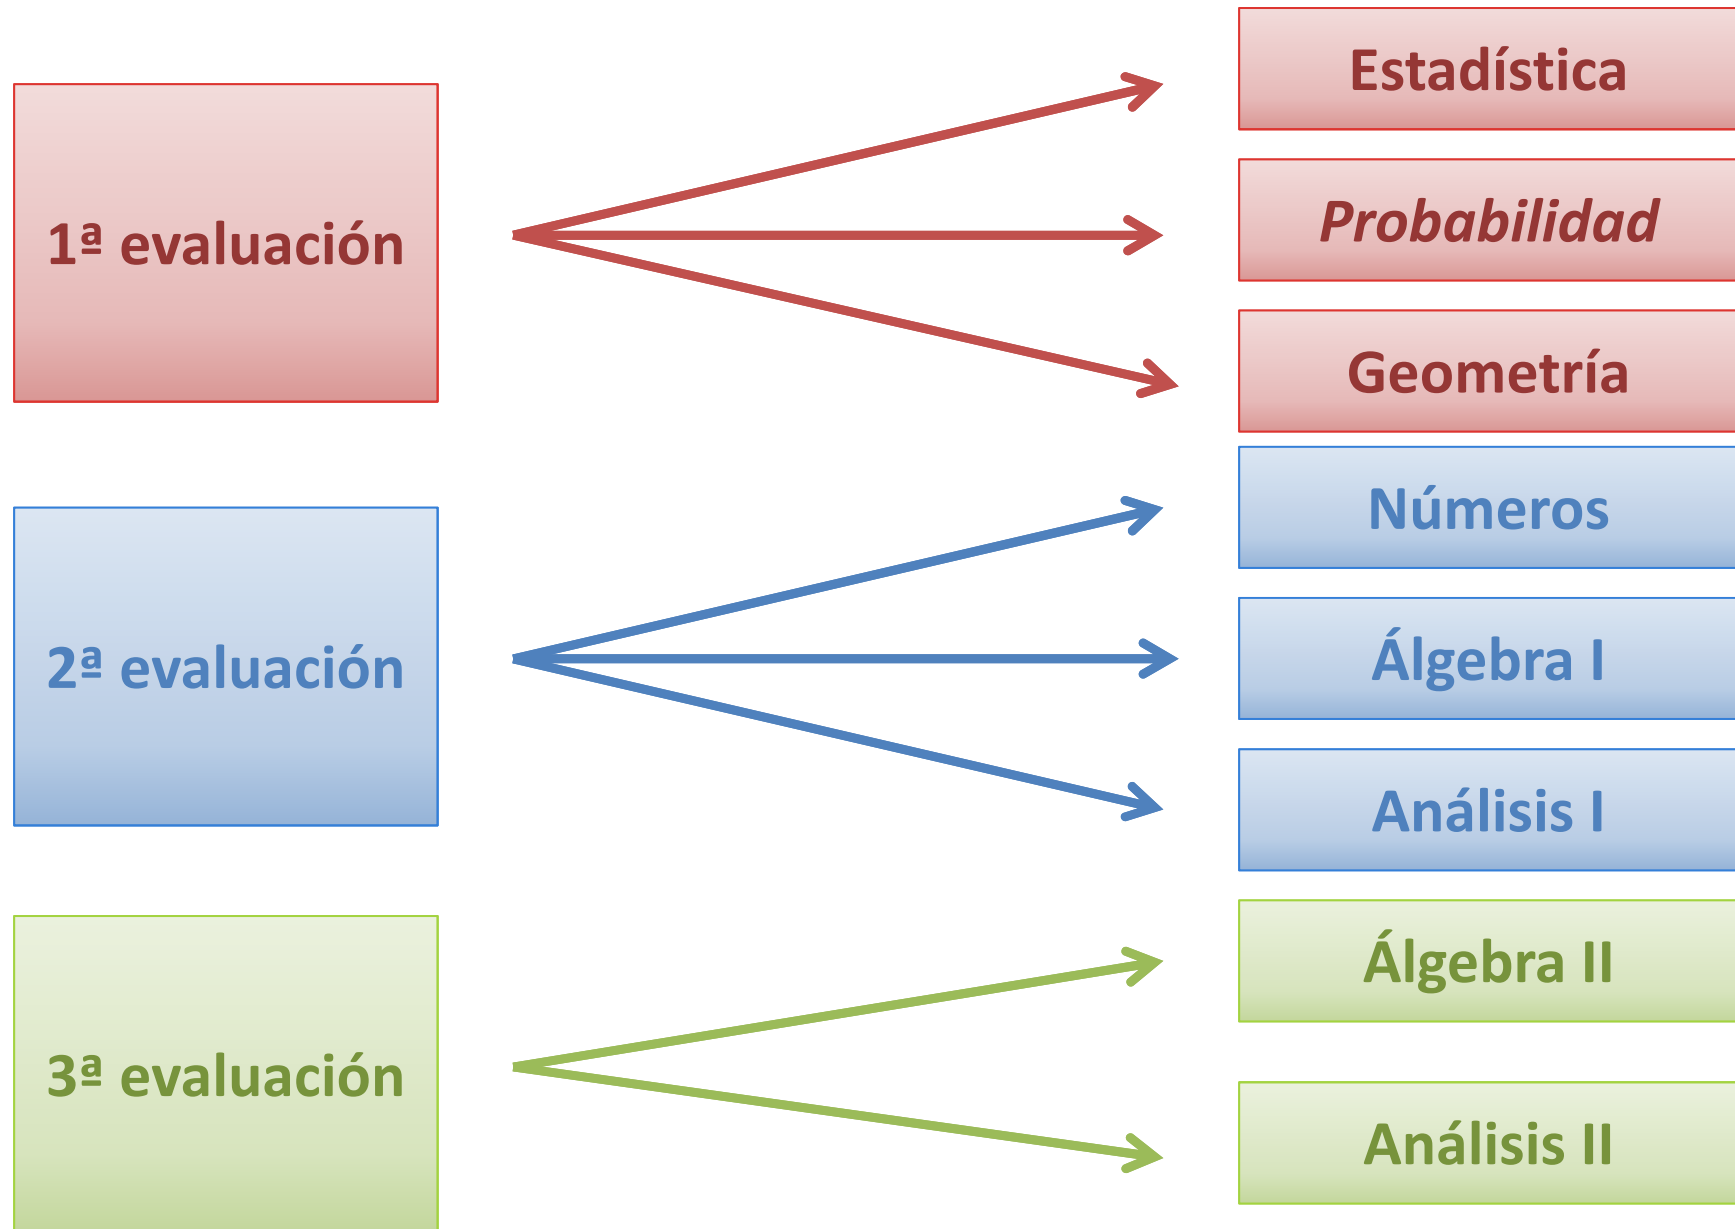 1ª evaluación
Estadística
Probabilidad
Geometría
2ª evaluación
Números
Álgebra I
Análisis I
3ª evaluación
Álgebra II
Análisis II